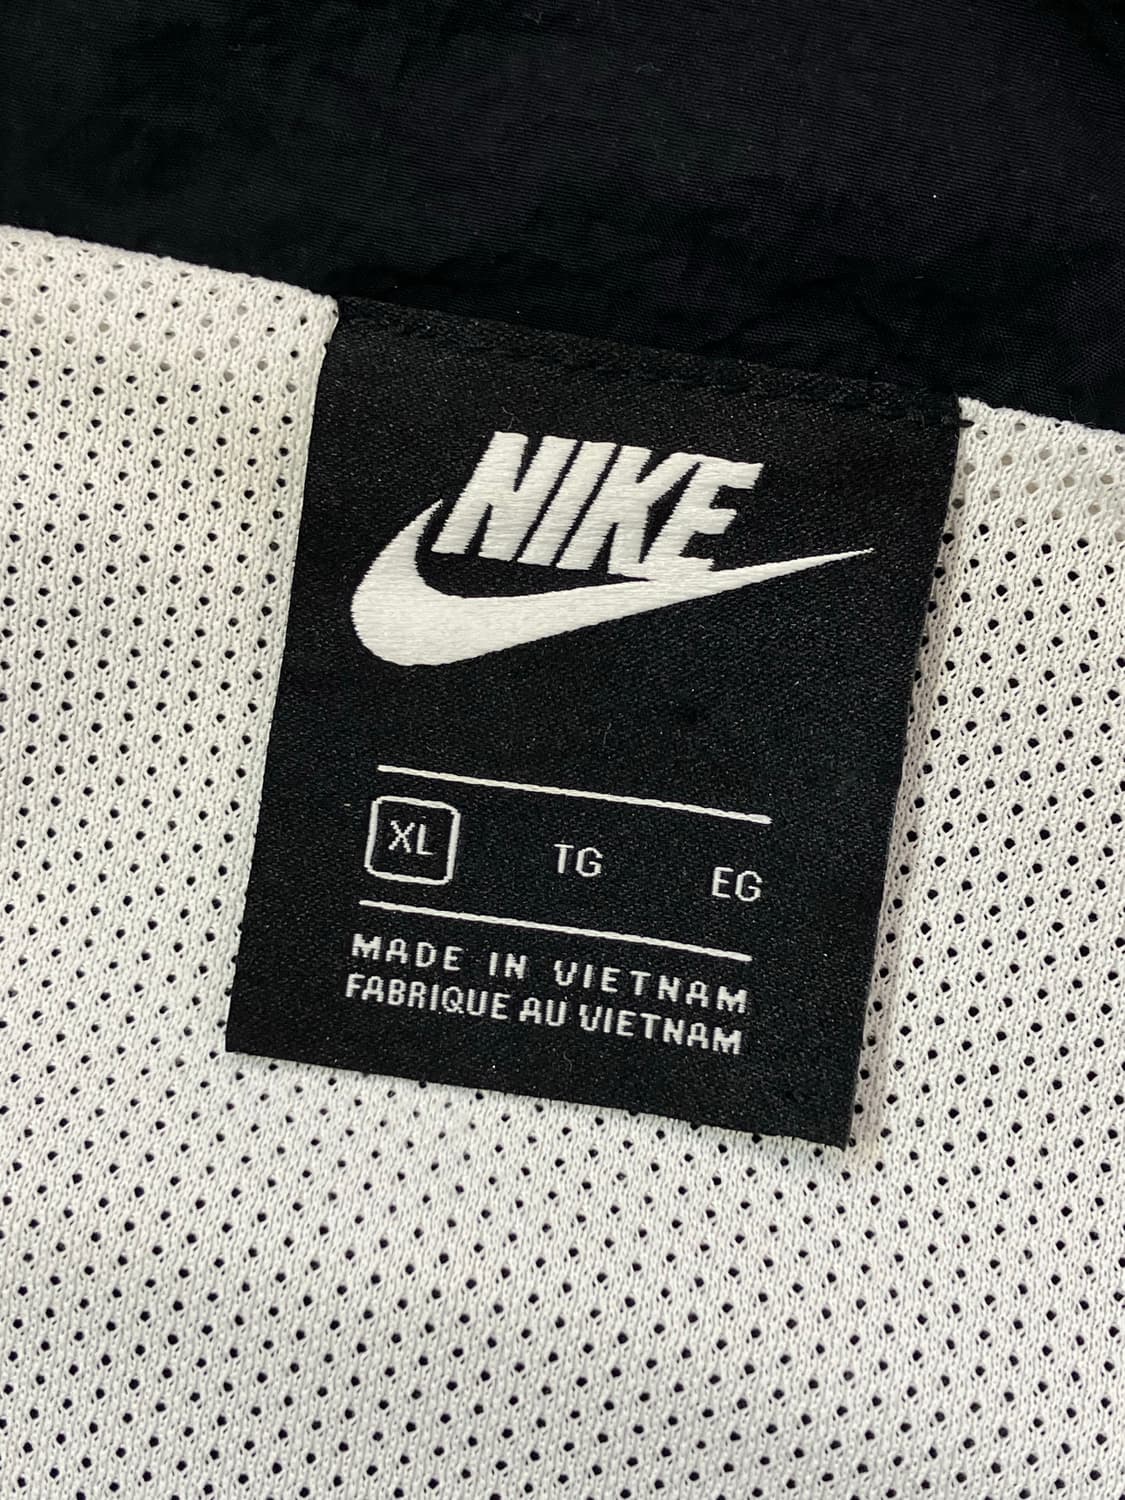 NIKE
XL TG EG
MADE IN VIETNAM
FABRIQUE AU VIETNAM